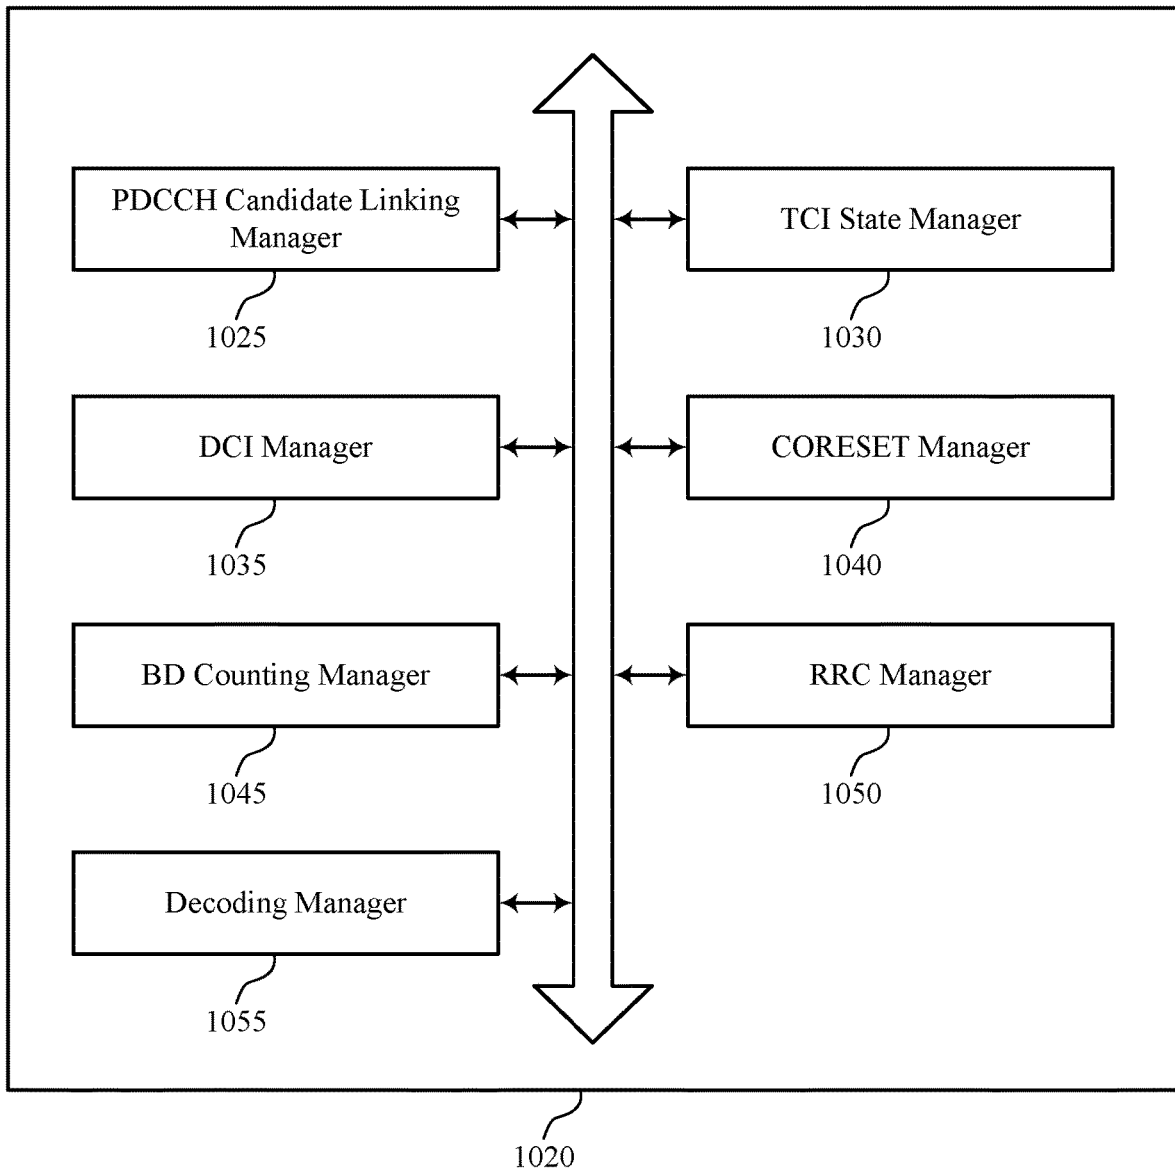 PDCCH Candidate Linking
Manager
1025
TCI State Manager
1030
DCI Manager
1035
CORESET Manager
1040
BD Counting Manager
1045
RRC Manager
1050
Decoding Manager
1055
1020